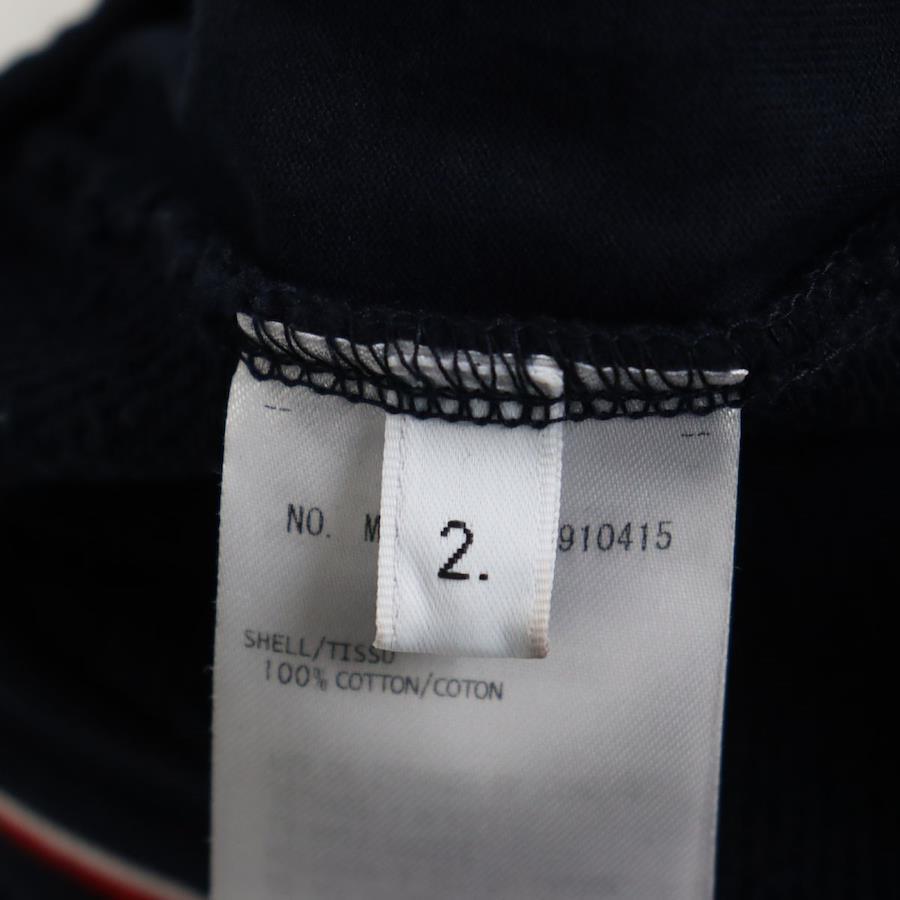 --
--
NO. M 910415
2.
SHELL/TISSU
100% COTTON/COTON